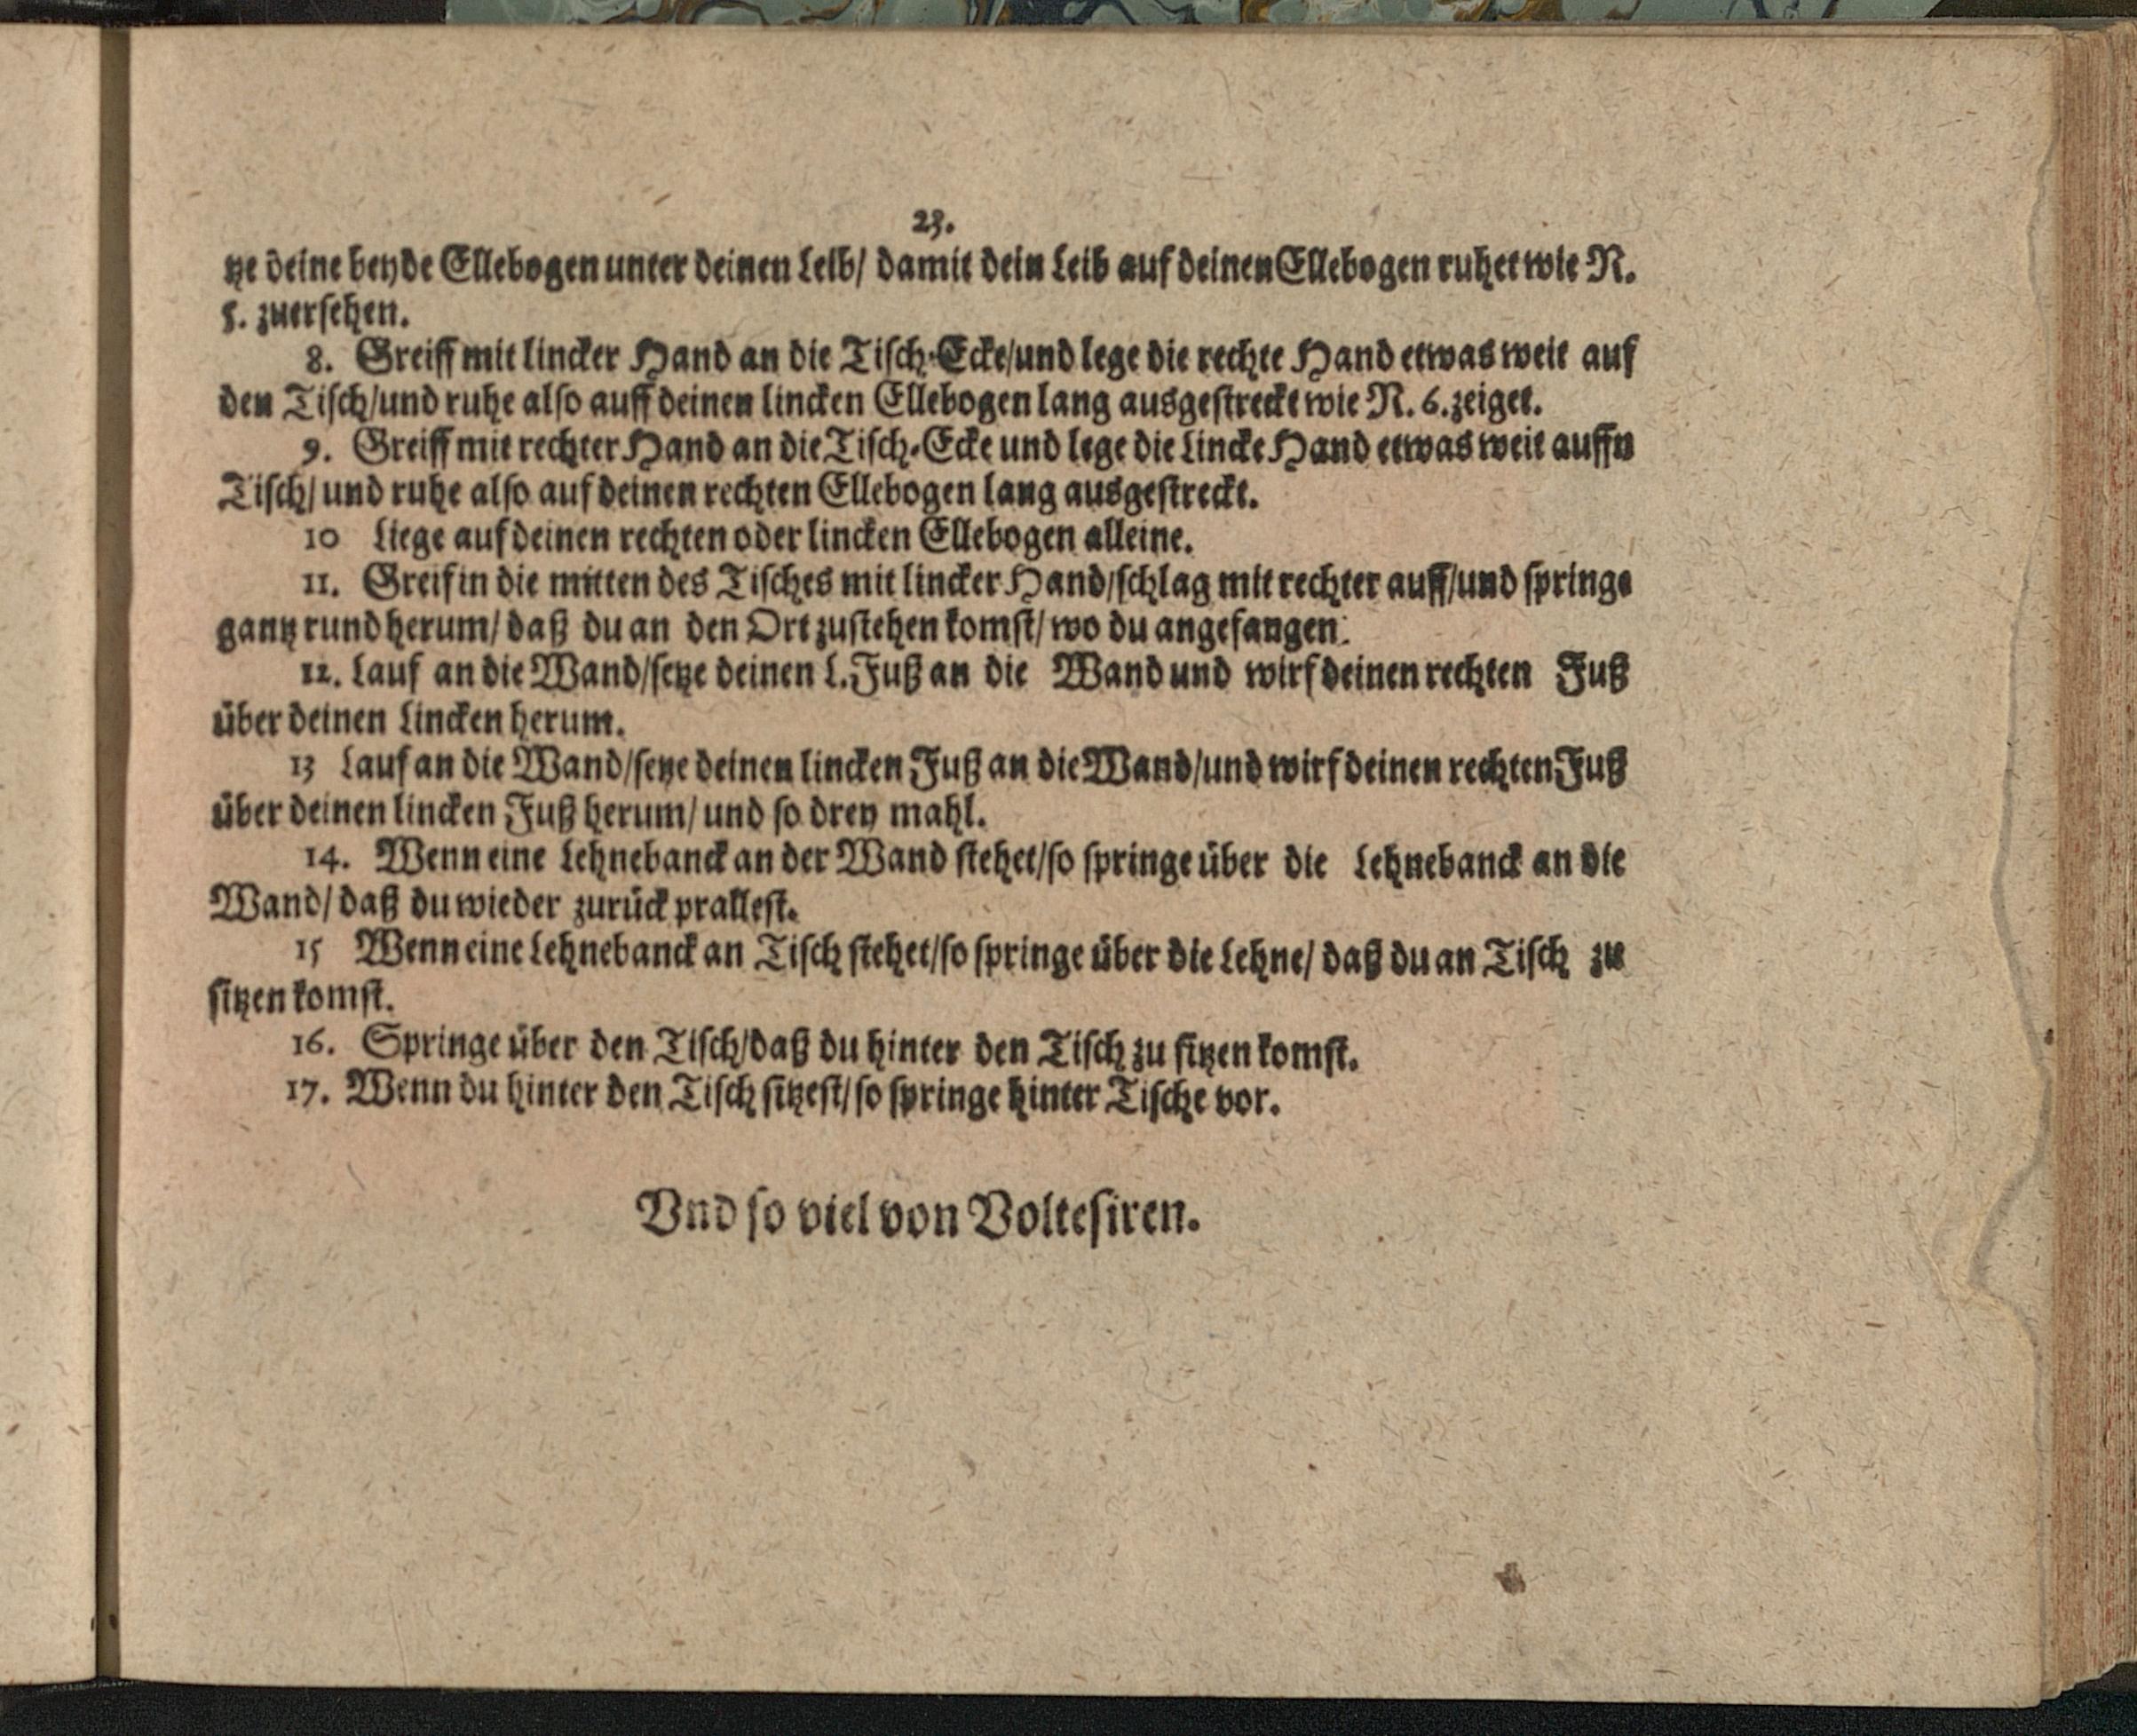 23.
tze deine beyde Ellebogen unter deinen Leib/ damit dein Leib auf deinen Ellebogen ruhet wie N.
5. zuersehen.
8. Greiff mit lincker Hand an die Tisch-Ecke/und lege die rechte Hand etwas weit auf
den Tisch/und ruhe also auff deinen lincken Ellebogen lang ausgestreckt wie N. 6. zeiget.
9. Greiff mit rechter Hand an die Tisch-Ecke und lege die Lincke Hand etwas weit auffn
Tisch/ und ruhe also auf deinen rechten Ellebogen lang ausgestreckt.
10 Liege auf deinen rechten oder lincken Ellebogen alleine.
11. Greif in die mitten des Tisches mit lincker Hand/schlag mit rechter auff/und springe
gantz rund herum/ daß du an den Ort zustehen komst/ wo du angefangen.
12. Lauf an die Wand/setze deinen L. Fuß an die Wand und wirf deinen rechten Fuß
über deinen Lincken herum.
13 Lauf an die Wand/setze deinen lincken Fuß an die Wand/und wirf deinen rechten Fuß
über deinen lincken Fuß herum/ und so drey mahl.
14. Wenn eine Lehnebanck an der Wand stehet/so springe über die Lehnebanck an die
Wand/ daß du wieder zurück prallest.
15 Wenn eine Lehnebanck an Tisch stehet/so springe über die Lehne/ daß du an Tisch zu
sitzen komst.
16. Springe über den Tisch/daß du hinter den Tisch zu sitzen komst.
17. Wenn du hinter den Tisch sitzest/so springe hinter Tische vor.
Vnd so viel von Voltesiren.